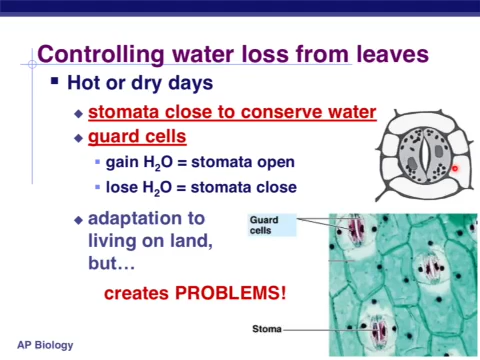 Controlling water loss from leaves
Hot or dry days
stomata close to conserve water
guard cells
gain H2O = stomata open
lose H2O = stomata close
adaptation to
living on land,
but…
creates PROBLEMS!
Guard
cells
Stoma
AP Biology